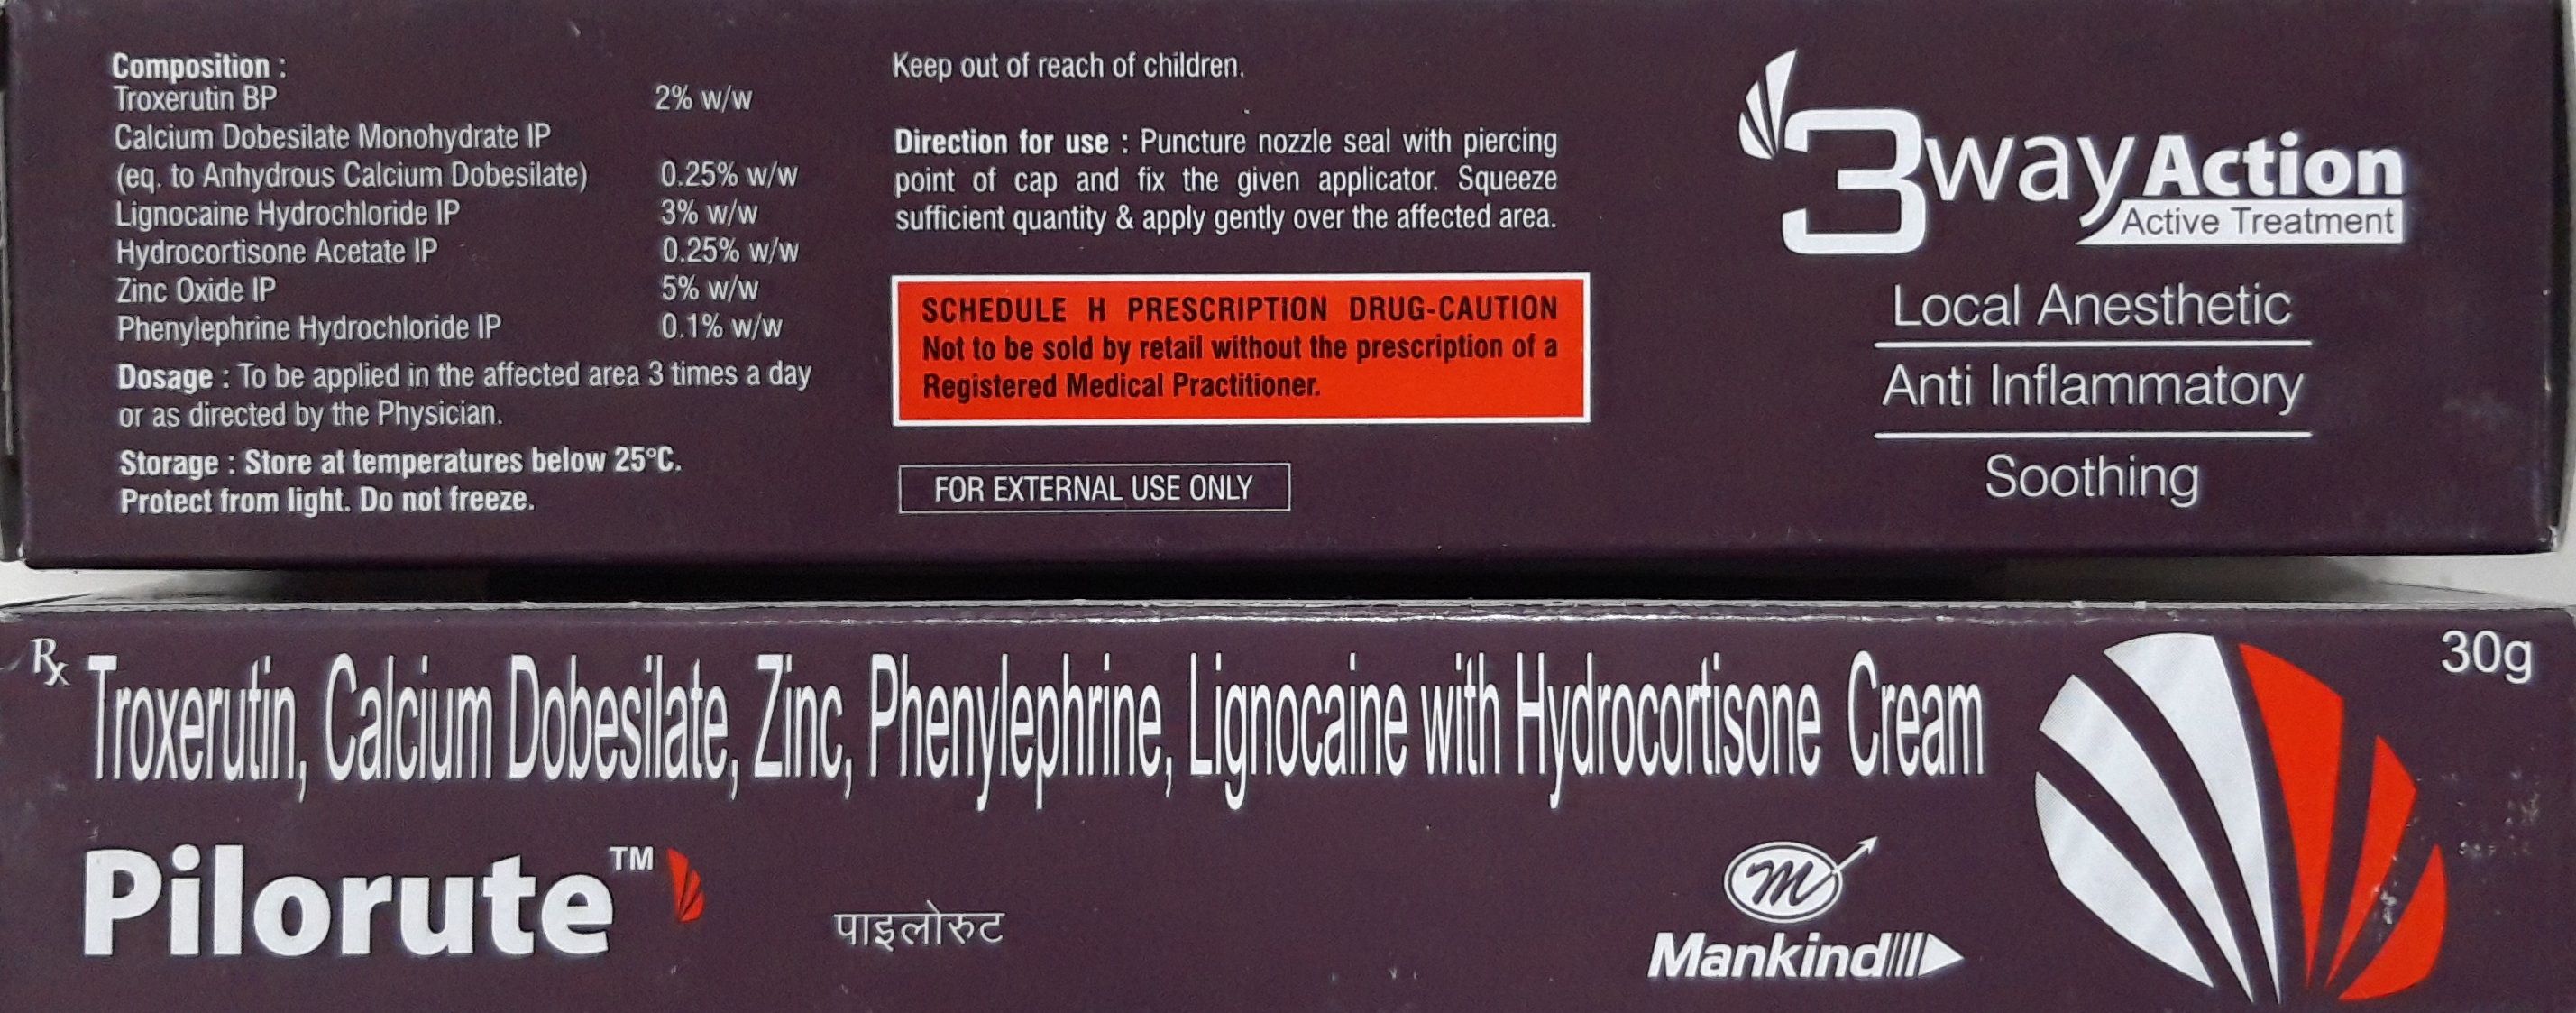 Composition :
Troxerutin BP 2% w/w
Calcium Dobesilate Monohydrate IP
(eq. to Anhydrous Calcium Dobesilate) 0.25% w/w
Lignocaine Hydrochloride IP 3% w/w
Hydrocortisone Acetate IP 0.25% w/w
Zinc Oxide IP 5% w/w
Phenylephrine Hydrochloride IP 0.1% w/w
Dosage : To be applied in the affected area 3 times a day
or as directed by the Physician.
Storage : Store at temperatures below 25°C.
Protect from light. Do not freeze.
Keep out of reach of children.
Direction for use : Puncture nozzle seal with piercing
point of cap and fix the given applicator. Squeeze
sufficient quantity & apply gently over the affected area.
SCHEDULE H PRESCRIPTION DRUG-CAUTION
Not to be sold by retail without the prescription of a
Registered Medical Practitioner.
FOR EXTERNAL USE ONLY
3wayAction
Active Treatment
Local Anesthetic
Anti Inflammatory
Soothing
Rx Troxerutin, Calcium Dobesilate, Zinc, Phenylephrine, Lignocaine with Hydrocortisone Cream
30g
Pilorute™
पाइलोरुट
m
Mankind